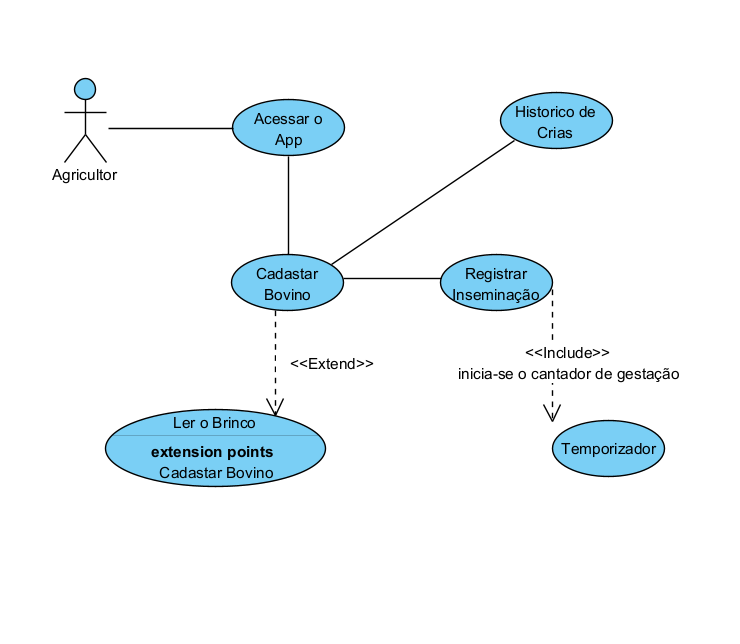 Acessar o
App
Historico de
Crias
Agricultor
Cadastar
Bovino
Registrar
Inseminação
<<Extend>>
<<Include>>
inicia-se o cantador de gestação
Ler o Brinco
extension points
Cadastar Bovino
Temporizador